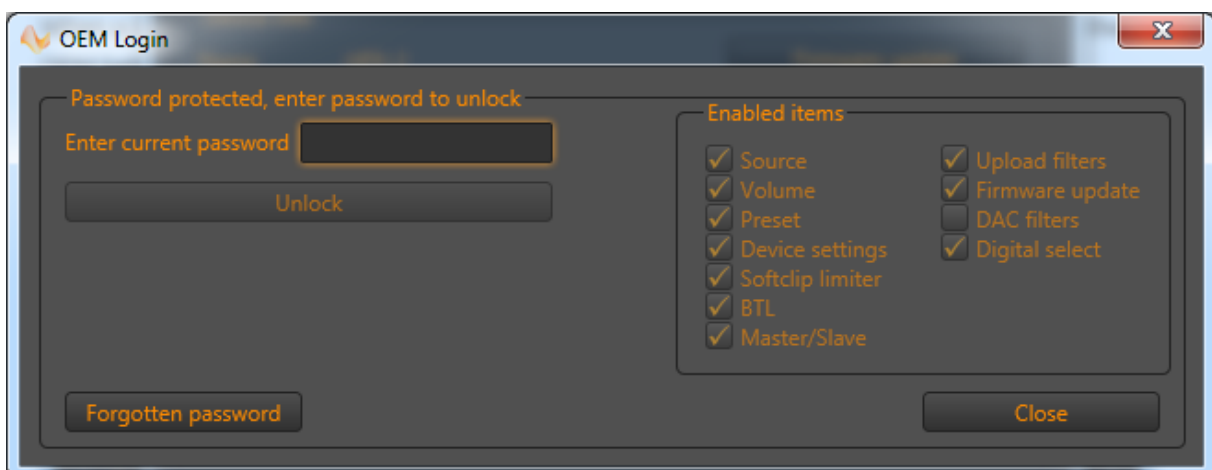 OEM Login
Password protected, enter password to unlock
Enter current password
Unlock
Forgotten password
Enabled items
Source
Volume
Preset
Device settings
Softclip limiter
BTL
Master/Slave
Upload filters
Firmware update
DAC filters
Digital select
Close